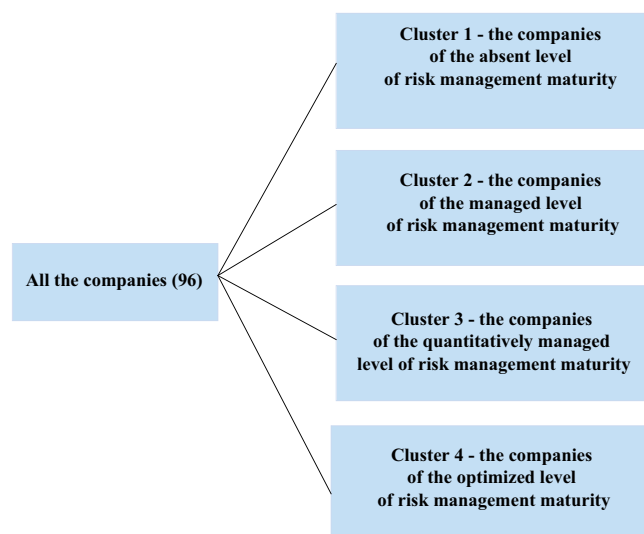 All the companies (96)
Cluster 1 - the companies
of the absent level
of risk management maturity
Cluster 2 - the companies
of the managed level
of risk management maturity
Cluster 3 - the companies
of the quantitatively managed
level of risk management maturity
Cluster 4 - the companies
of the optimized level
of risk management maturity